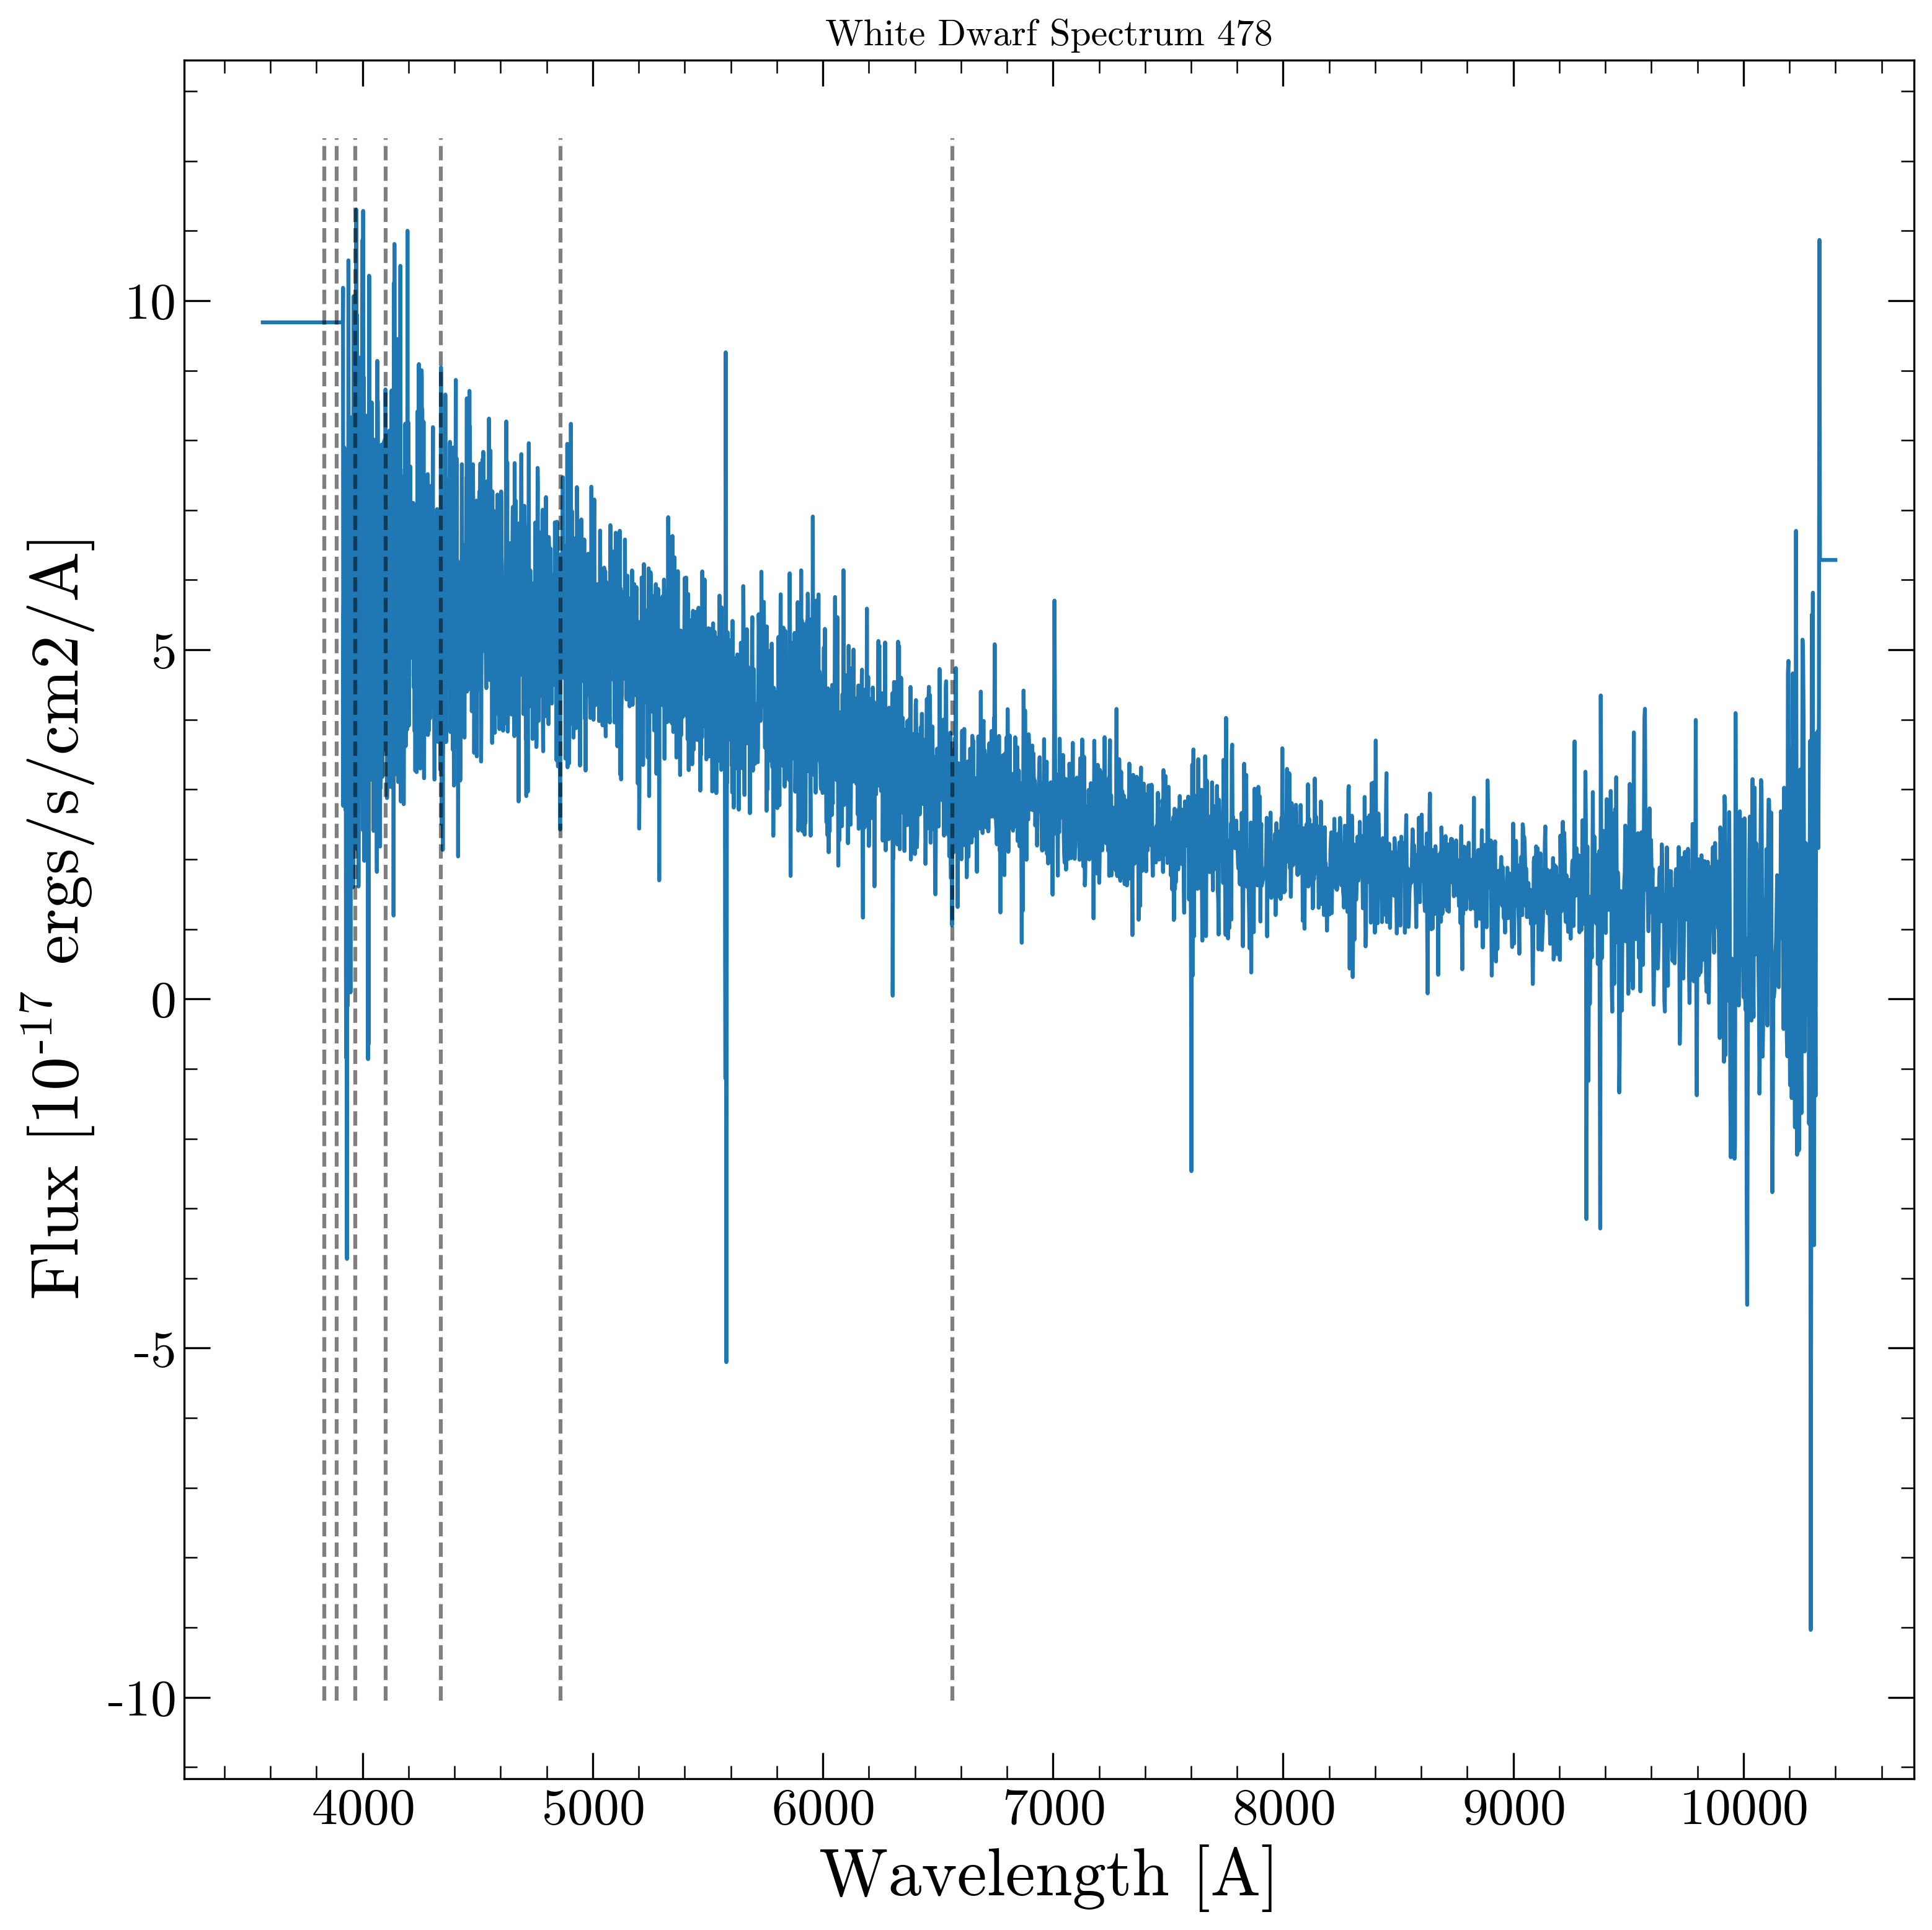 White Dwarf Spectrum 478
Flux [10-17 ergs/s/cm2/A]
10
5
0
-5
-10
4000 5000 6000 7000 8000 9000 10000
Wavelength [A]